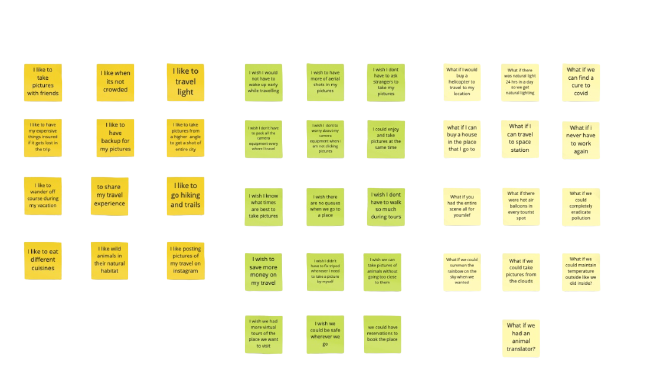 I like to
take
pictures
with friends
I like when
its not
crowded
I like to
travel
light
I like to have
my expensive
things insured
if it gets lost in
the trip
I like to
have
backup for
my pictures
I like to take
pictures from
a higher angle
to get a shot of
entire city
I like to
wander off
course during
my vacation
to share
my travel
experience
I like to
go hiking
and trails
I like to eat
different
cuisines
I like wild
animals in
their natural
habitat
I like posting
pictures of
my travel on
Instagram
I wish I would
not have to
wake up early
while travelling
I wish to have
more of aerial
shots in my
pictures
I wish I dont
have to ask
strangers to
take my
pictures
I wish I don't have
to pick all the
camera
equipment every
where I travel
I wish I don't to
worry about my
camera
equipment when
am not clicking
pictures
I could enjoy
and take
pictures at the
same time
I wish I know
what times
are best to
take pictures
I wish there
are no queues
when we go to
a place
I wish I dont
have to walk
so much
during tours
I wish to
save more
money on
my travel
I wish I didn't
to take a picture
I wish we can take
pictures of
animals without
going too close
to them
I wish we had
more virtual
tours of the
place we want
to visit
I wish we
could be safe
wherever we
go
we could have
reservations to
book the place
What if I would
buy a
helicopter to
travel to my
location
What if there
was natural light
24 hrs in a day
so we get
natural lighting
What if we
can find a
cure to
covid
what if I can
buy a house
in the place
that I go to
What if I
can travel to
space
station
What if I
never have
to work
again
What if you
had the entire
scene all for
yourself
What if there
were hot air
balloons in
every tourist
spot
What if we
could
completely
eradicate
pollution
What if we could
summon the
rainbow on the
sky when we
wanted
What if we
could take
pictures from
the clouds
What if we
could maintain
temperature
outside like we
did inside?
What if we
had an
animal
translator?